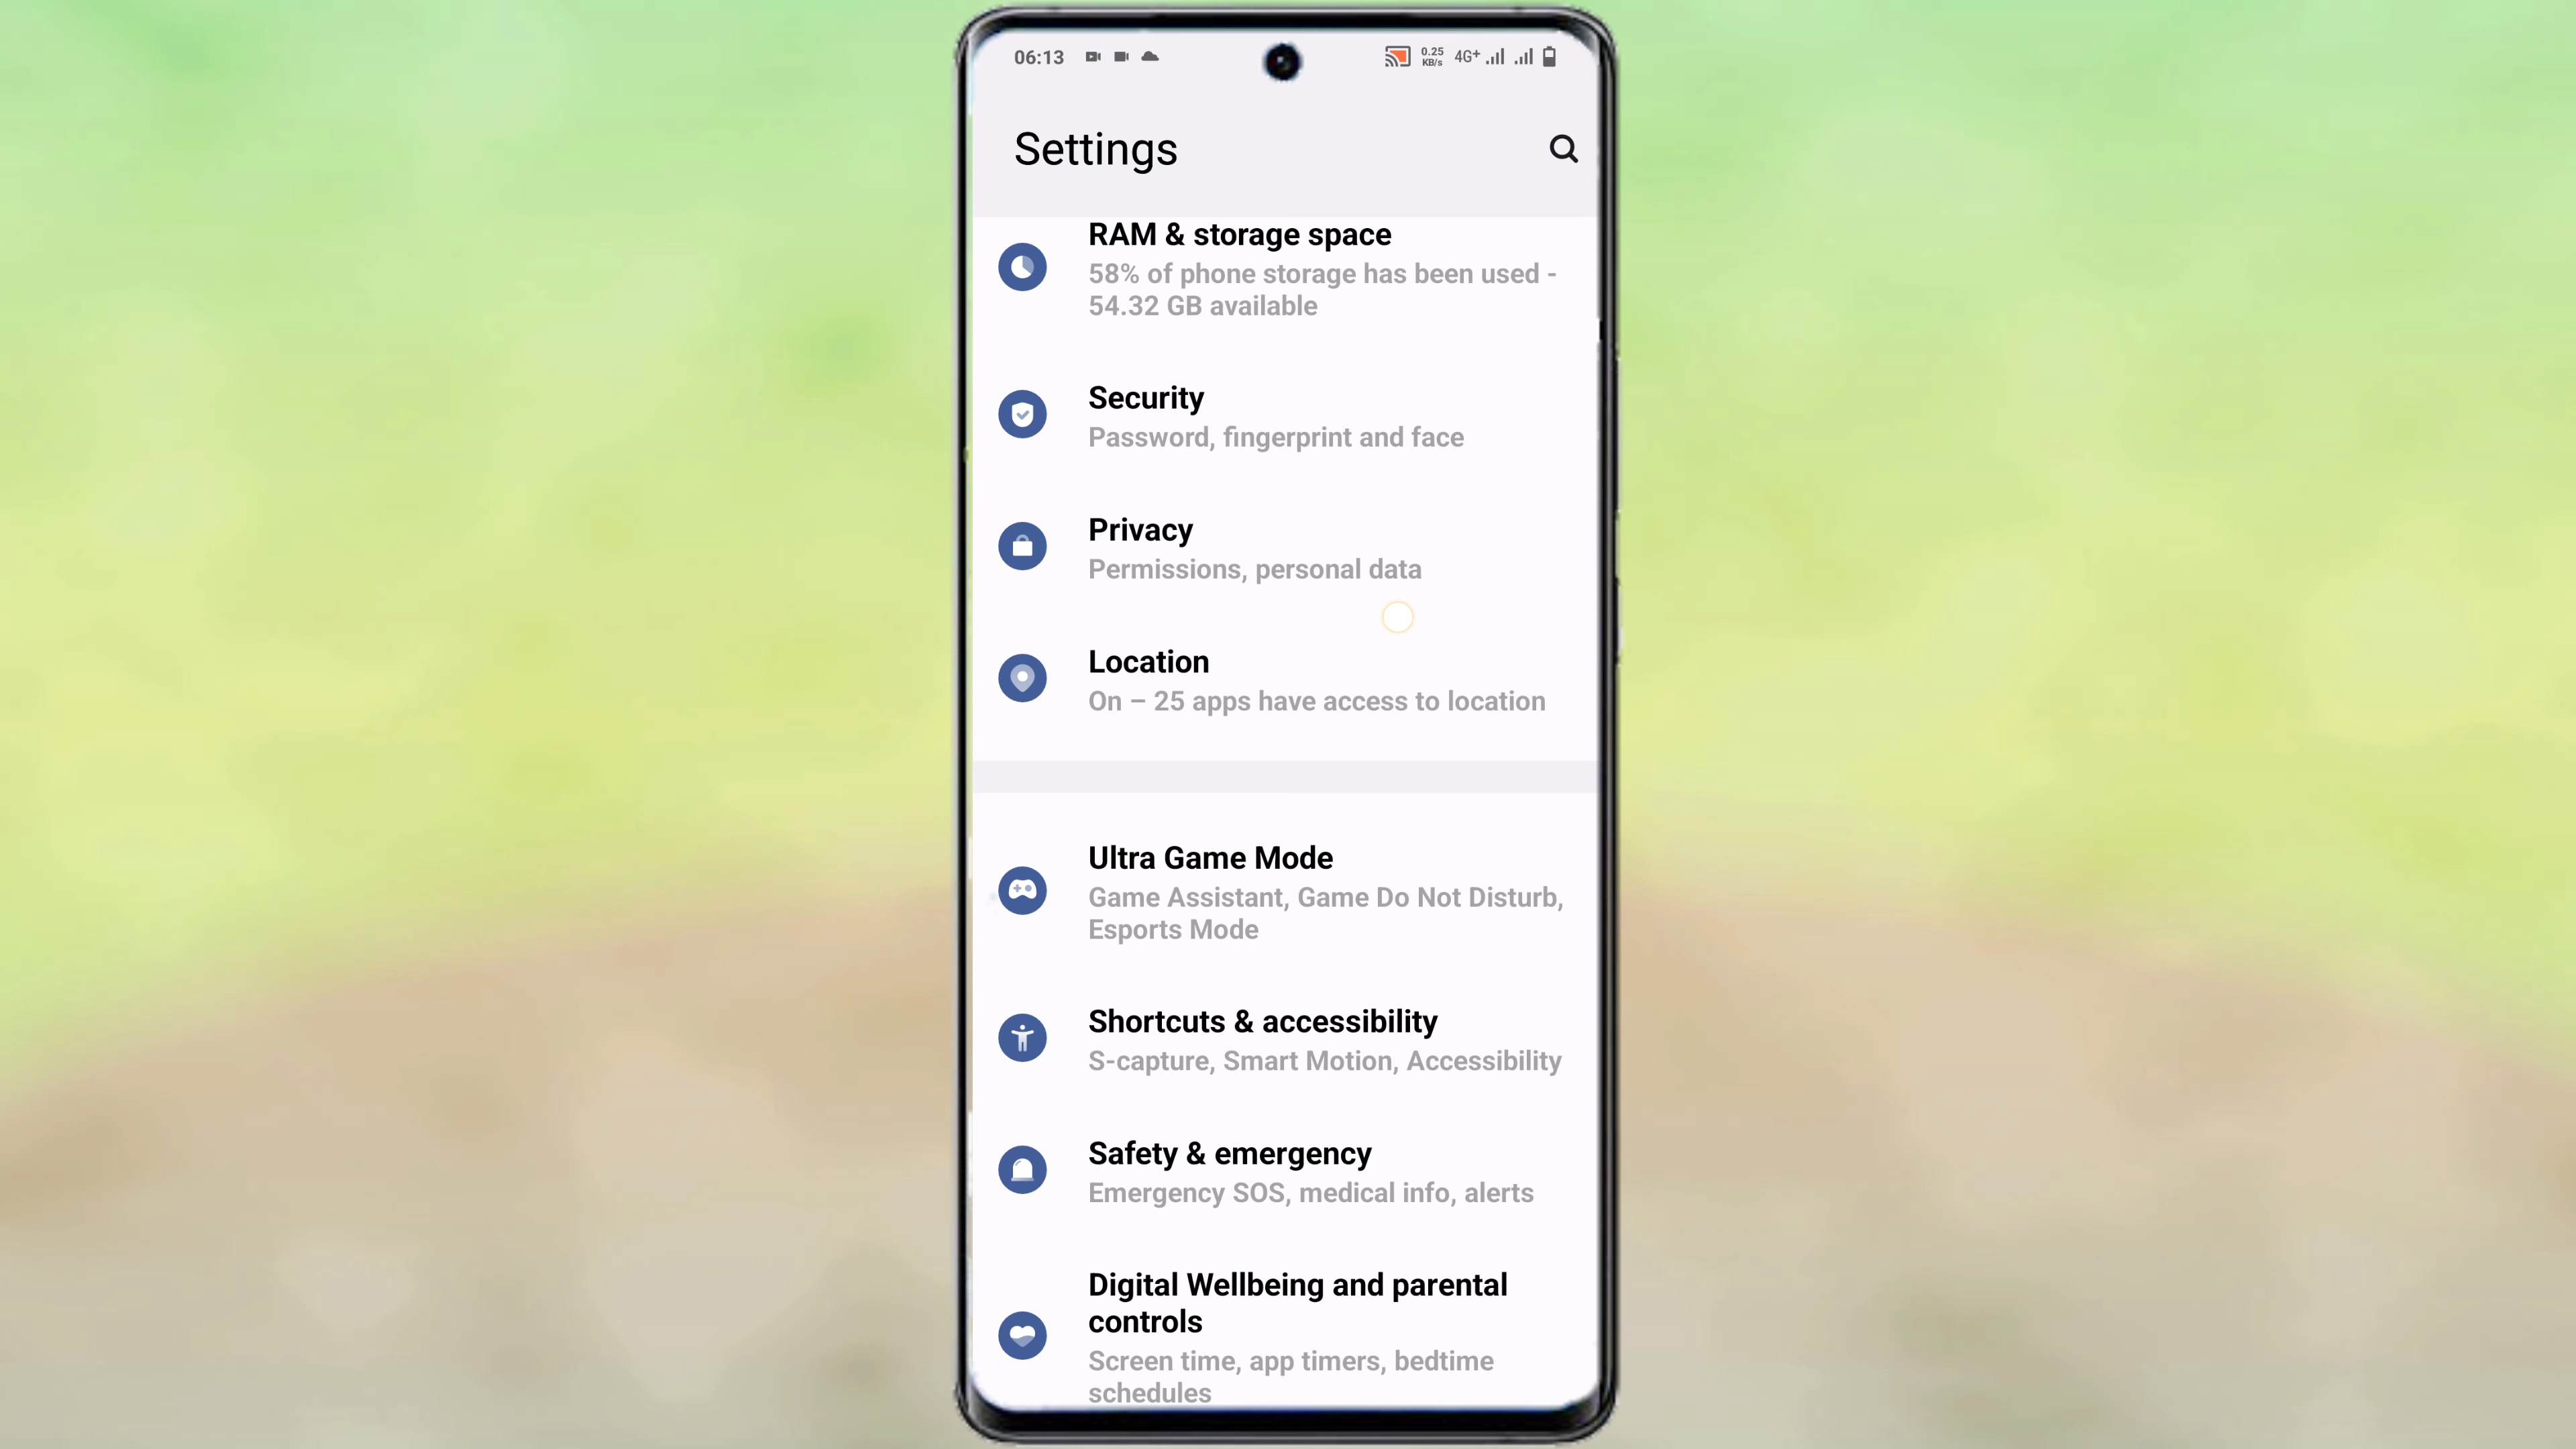 06:13
0.25
KB/s
4G+
Settings
RAM & storage space
58% of phone storage has been used -
54.32 GB available
Security
Password, fingerprint and face
Privacy
Permissions, personal data
Location
On – 25 apps have access to location
Ultra Game Mode
Game Assistant, Game Do Not Disturb,
Esports Mode
Shortcuts & accessibility
S-capture, Smart Motion, Accessibility
Safety & emergency
Emergency SOS, medical info, alerts
Digital Wellbeing and parental
controls
Screen time, app timers, bedtime
schedules